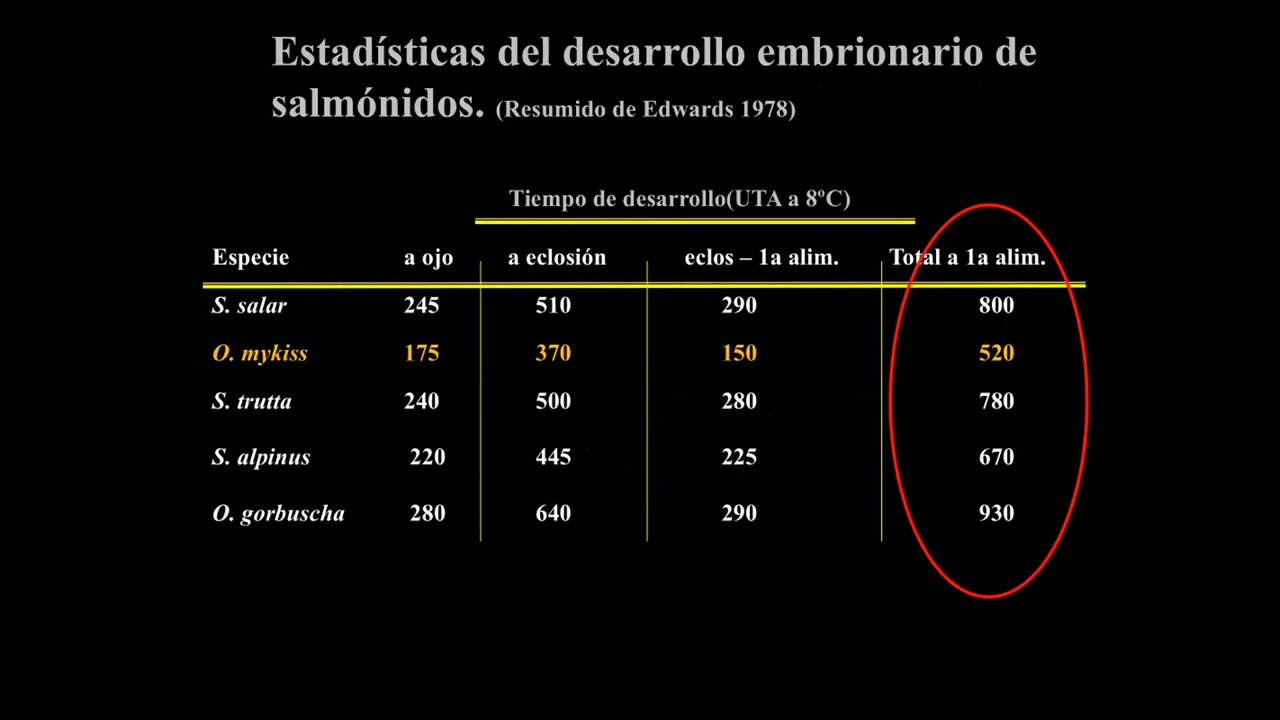 Estadísticas del desarrollo embrionario de
salmónidos. (Resumido de Edwards 1978)
Tiempo de desarrollo(UTA a 8ºC)
Especie a ojo a eclosión eclos – 1a alim. Total a 1a alim.
S. salar 245 510 290 800
O. mykiss 175 370 150 520
S. trutta 240 500 280 780
S. alpinus 220 445 225 670
O. gorbuscha 280 640 290 930